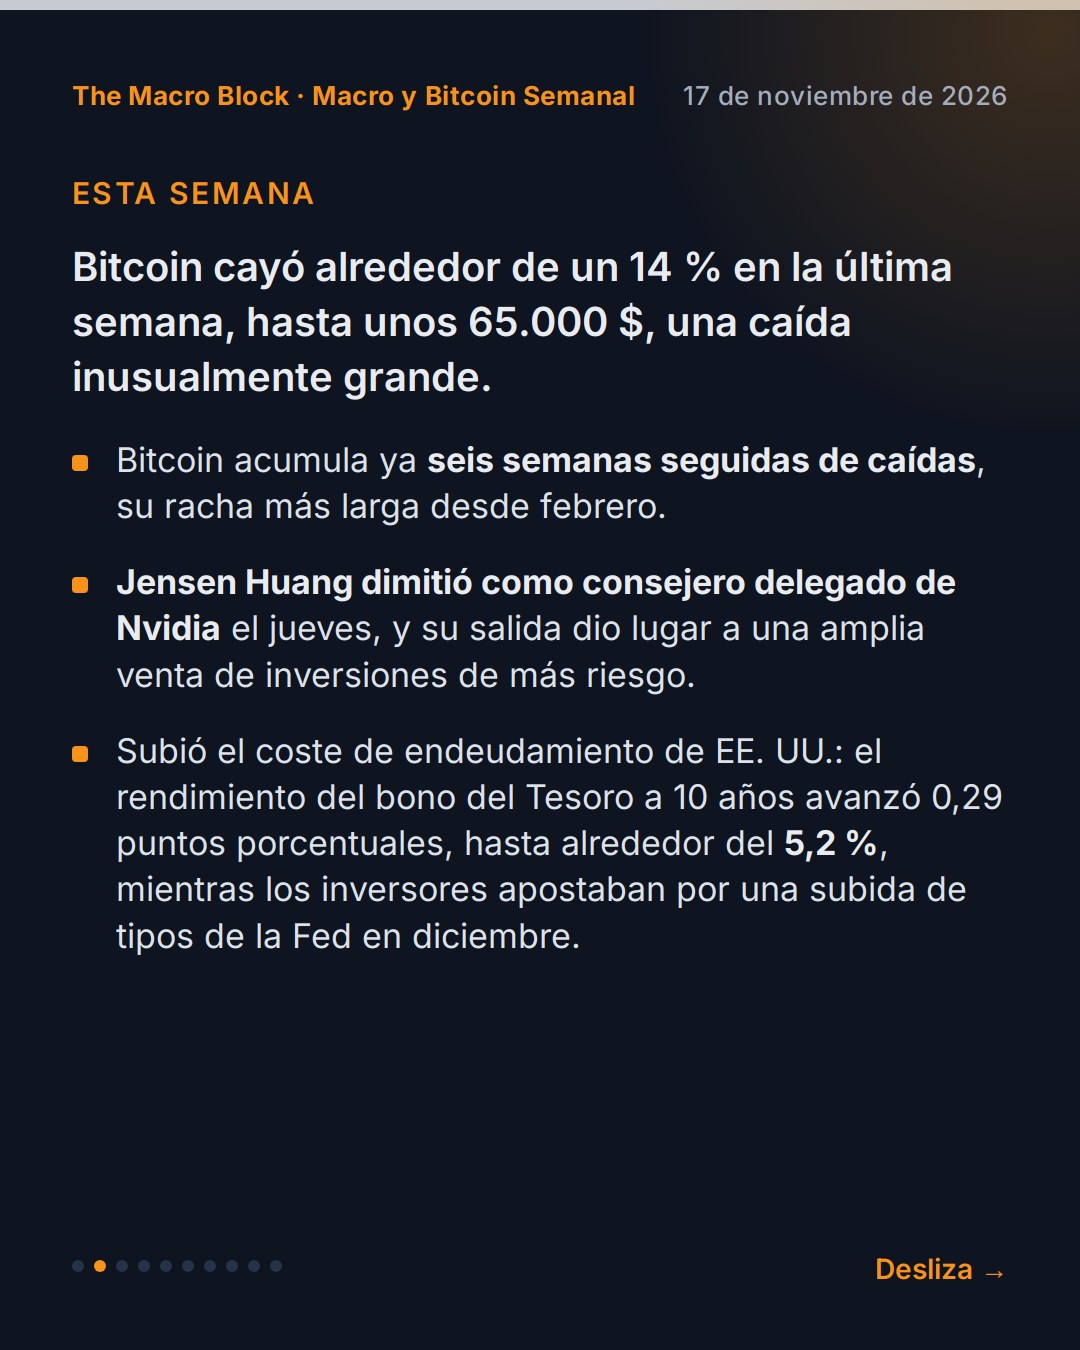 The Macro Block · Macro y Bitcoin Semanal
17 de noviembre de 2026
ESTA SEMANA
Bitcoin cayó alrededor de un 14 % en la última
semana, hasta unos 65.000 $, una caída
inusualmente grande.
Bitcoin acumula ya seis semanas seguidas de caídas,
su racha más larga desde febrero.
Jensen Huang dimitió como consejero delegado de
Nvidia el jueves, y su salida dio lugar a una amplia
venta de inversiones de más riesgo.
Subió el coste de endeudamiento de EE. UU.: el
rendimiento del bono del Tesoro a 10 años avanzó 0,29
puntos porcentuales, hasta alrededor del 5,2 %,
mientras los inversores apostaban por una subida de
tipos de la Fed en diciembre.
Desliza →